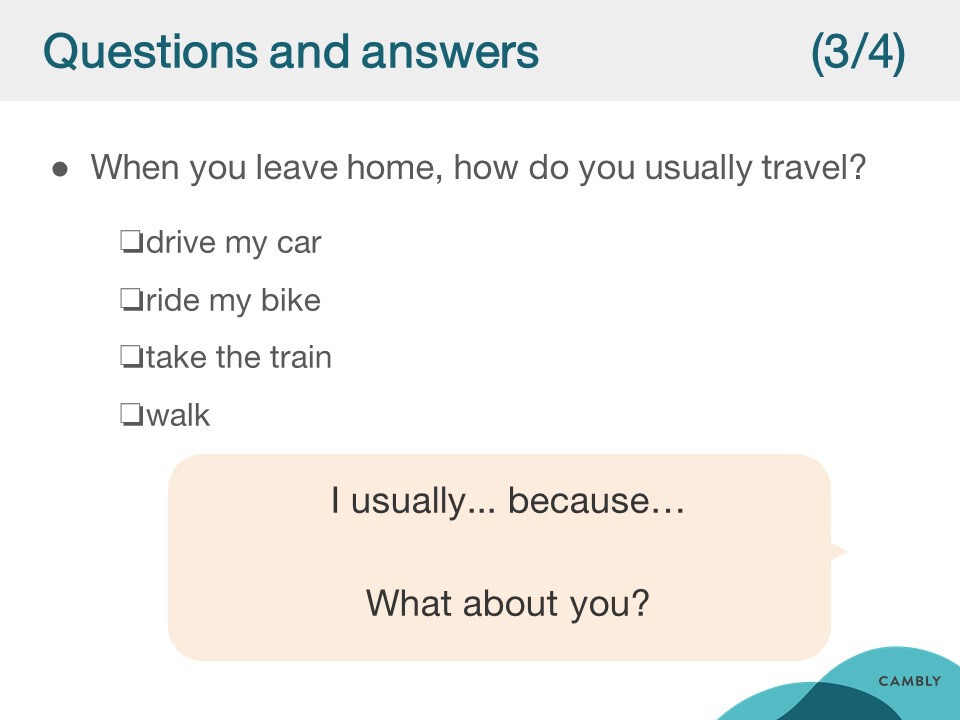 Questions and answers (3/4)
● When you leave home, how do you usually travel?
❏drive my car
❏ride my bike
❏take the train
❏walk
I usually... because…
What about you?
CAMBLY